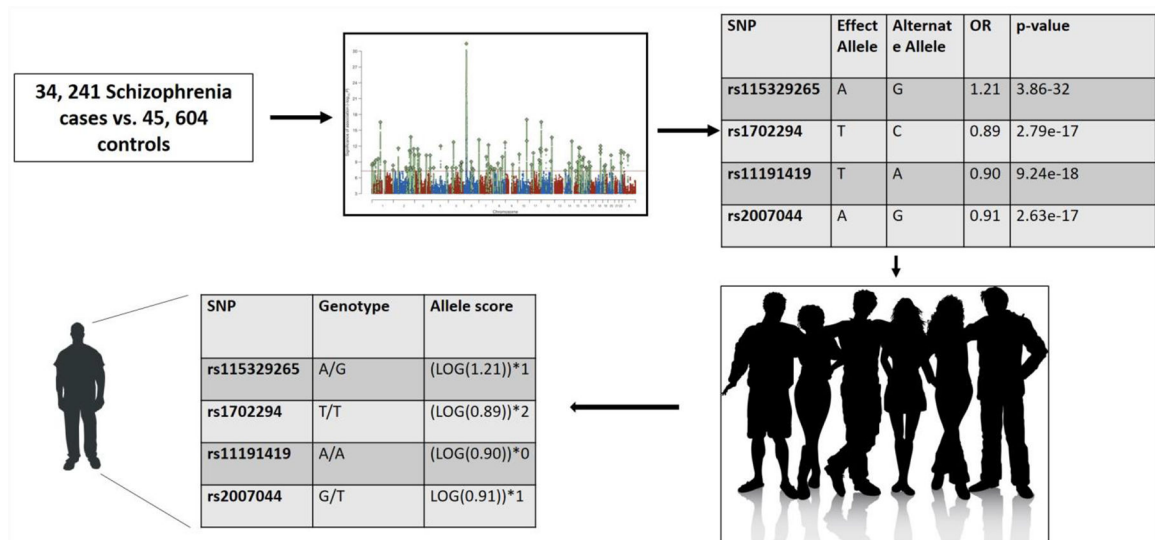 34, 241 Schizophrenia
cases vs. 45, 604
controls
Chromosome
SNP Effect Alternat OR p-value
Allele e Allele
rs115329265 A G 1.21 3.86-32
rs1702294 T C 0.89 2.79e-17
rs11191419 T A 0.90 9.24e-18
rs2007044 A G 0.91 2.63e-17
SNP Genotype Allele score
rs115329265 A/G (LOG(1.21))*1
rs1702294 T/T (LOG(0.89))*2
rs11191419 A/A (LOG(0.90))*0
rs2007044 G/T LOG(0.91))*1